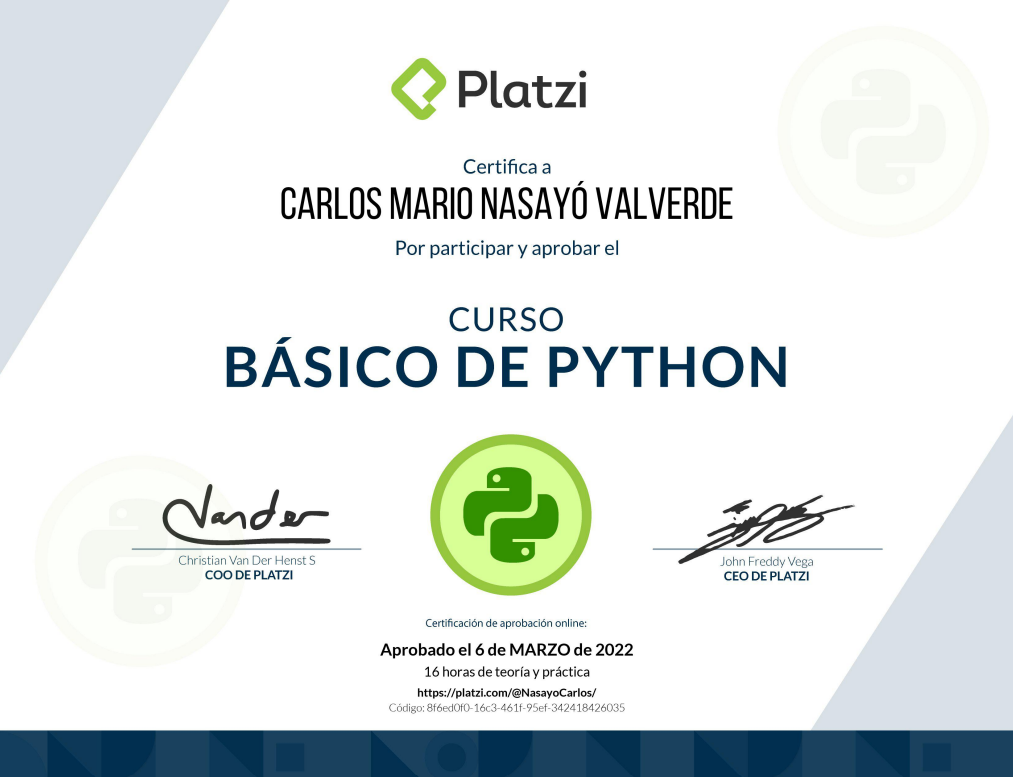 Platzi
Certifica a
CARLOS MARIO NASAYÓ VALVERDE
Por participar y aprobar el
CURSO
BÁSICO DE PYTHON
Vander
Christian Van Der Henst S
COO DE PLATZI
John Freddy Vega
CEO DE PLATZI
Certificación de aprobación online:
Aprobado el 6 de MARZO de 2022
16 horas de teoría y práctica
https://platzi.com/@NasayoCarlos/
Código: 8f6ed0f0-16c3-461f-95ef-342418426035